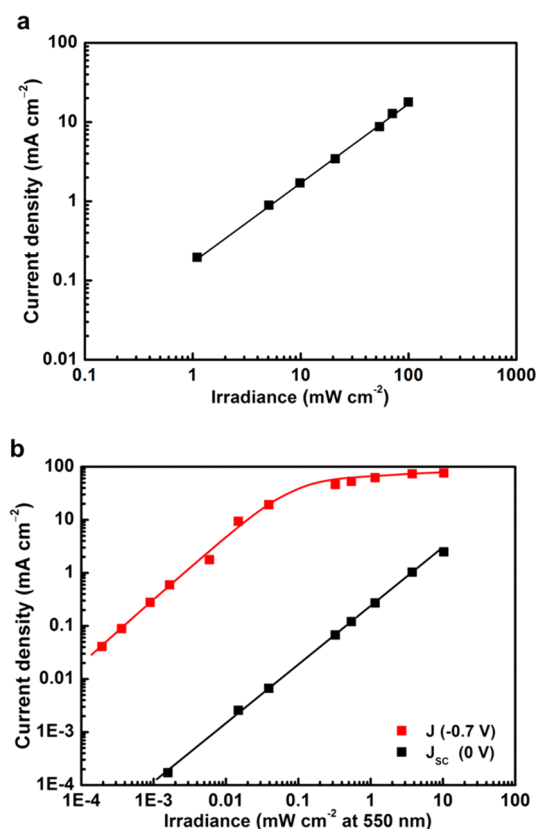 a
Current density (mA cm⁻²)
100
10
1
0.1
0.01
0.1 1 10 100 1000
Irradiance (mW cm⁻²)
b
Current density (mA cm⁻²)
100
10
1
0.1
0.01
1E-3
1E-4
J (-0.7 V)
J_SC (0 V)
1E-4 1E-3 0.01 0.1 1 10 100
Irradiance (mW cm⁻² at 550 nm)